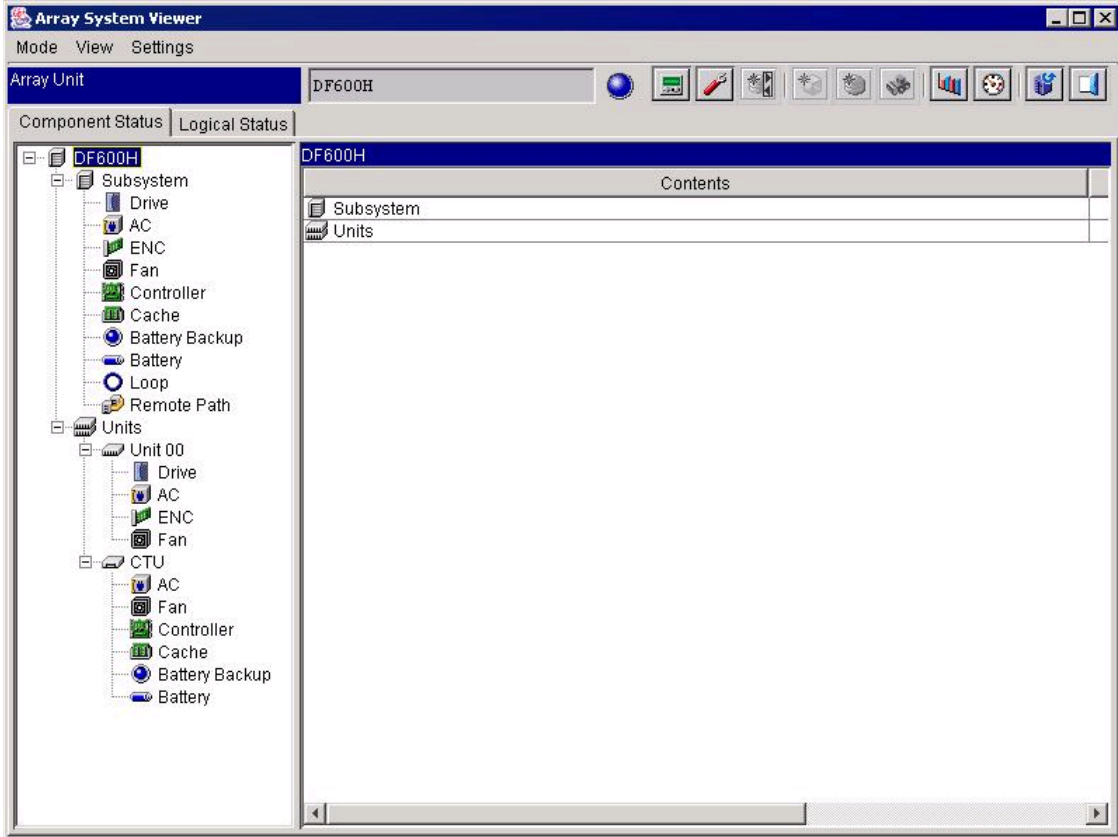 Array System Viewer
Mode View Settings
Array Unit
DF600H
Component Status
Logical Status
DF600H
Subsystem
Drive
AC
ENC
Fan
Controller
Cache
Battery Backup
Battery
Loop
Remote Path
Units
Unit 00
Drive
AC
ENC
Fan
CTU
AC
Fan
Controller
Cache
Battery Backup
Battery
DF600H
Contents
Subsystem
Units